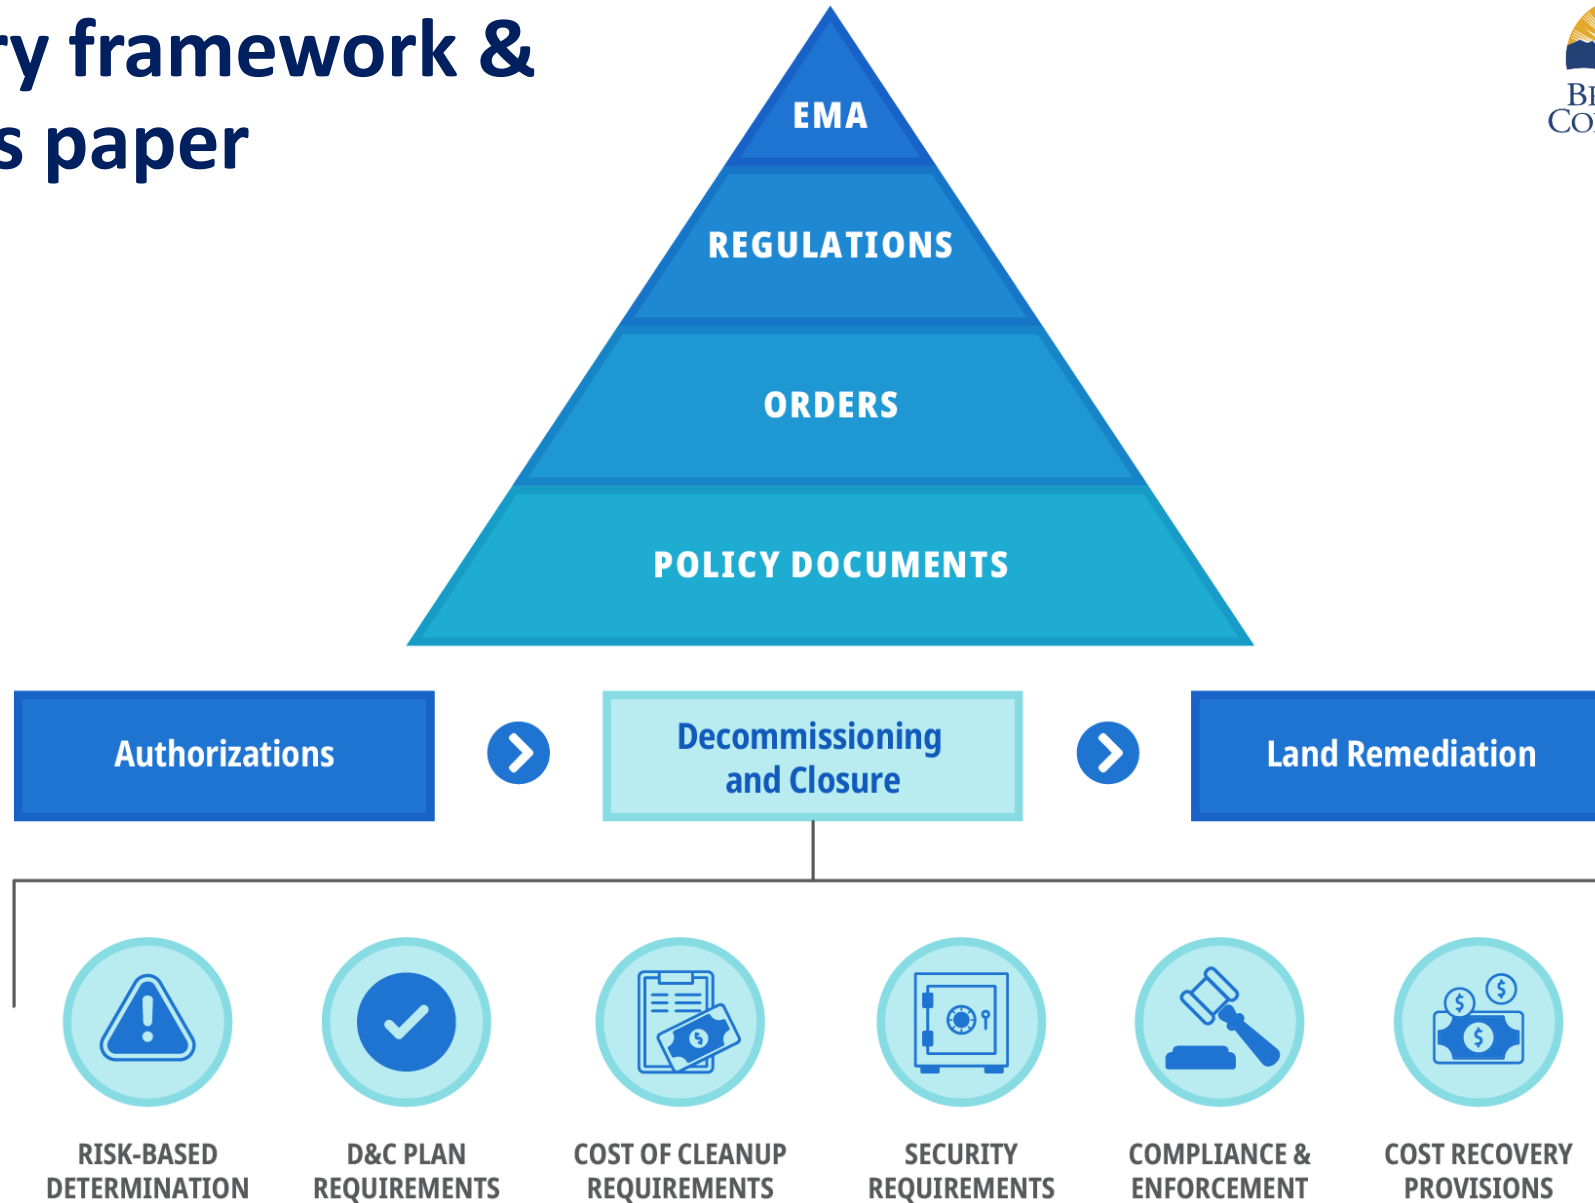 ry framework &
s paper
EMA
REGULATIONS
ORDERS
POLICY DOCUMENTS
Authorizations
Decommissioning
and Closure
Land Remediation
RISK-BASED
DETERMINATION
D&C PLAN
REQUIREMENTS
COST OF CLEANUP
REQUIREMENTS
SECURITY
REQUIREMENTS
COMPLIANCE &
ENFORCEMENT
COST RECOVERY
PROVISIONS